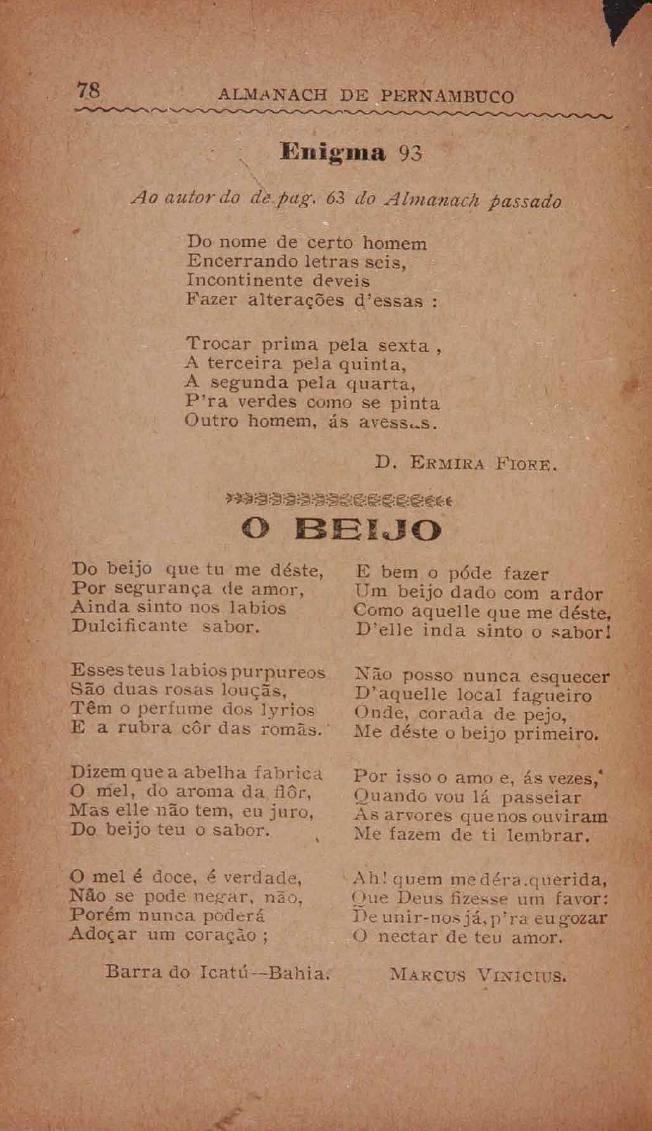 78
ALMANACH DE PERNAMBUCO
Enigma 93
Ao autor do de pag. 63 do Almanach passado
Do nome de certo homem
Encerrando letras seis,
Incontinente deveis
Fazer alterações d'essas :
Trocar prima pela sexta ,
A terceira pela quinta,
A segunda pela quarta,
P'ra verdes como se pinta
Outro homem, ás avessas.
D. ERMIRA FIORE.
O BEIJO
Do beijo que tu me déste,
Por segurança de amor,
Ainda sinto nos labios
Dulcificante sabor.
Esses teus labios purpureos
São duas rosas louçãs,
Têm o perfume dos lyrios
E a rubra côr das romãs.
Dizem que a abelha fabrica
O mel, do aroma da flôr,
Mas elle não tem, eu juro,
Do beijo teu o sabor.
O mel é doce, é verdade,
Não se pode negar, não,
Porém nunca poderá
Adoçar um coração ;
Barra do Icatú—Bahia.
E bem o póde fazer
Um beijo dado com ardor
Como aquelle que me déste,
D'elle inda sinto o sabor!
Não posso nunca esquecer
D'aquelle local fagueiro
Onde, corada de pejo,
Me déste o beijo primeiro.
Por isso o amo e, ás vezes,
Quando vou lá passeiar
As arvores que nos ouviram
Me fazem de ti lembrar.
Ah! quem me déra.querida,
Que Deus fizesse um favor:
De unir-nos já, p'ra eu gozar
O nectar de teu amor.
MARCUS VINICIUS.